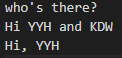 who's there?
Hi YYH and KDW
Hi, YYH